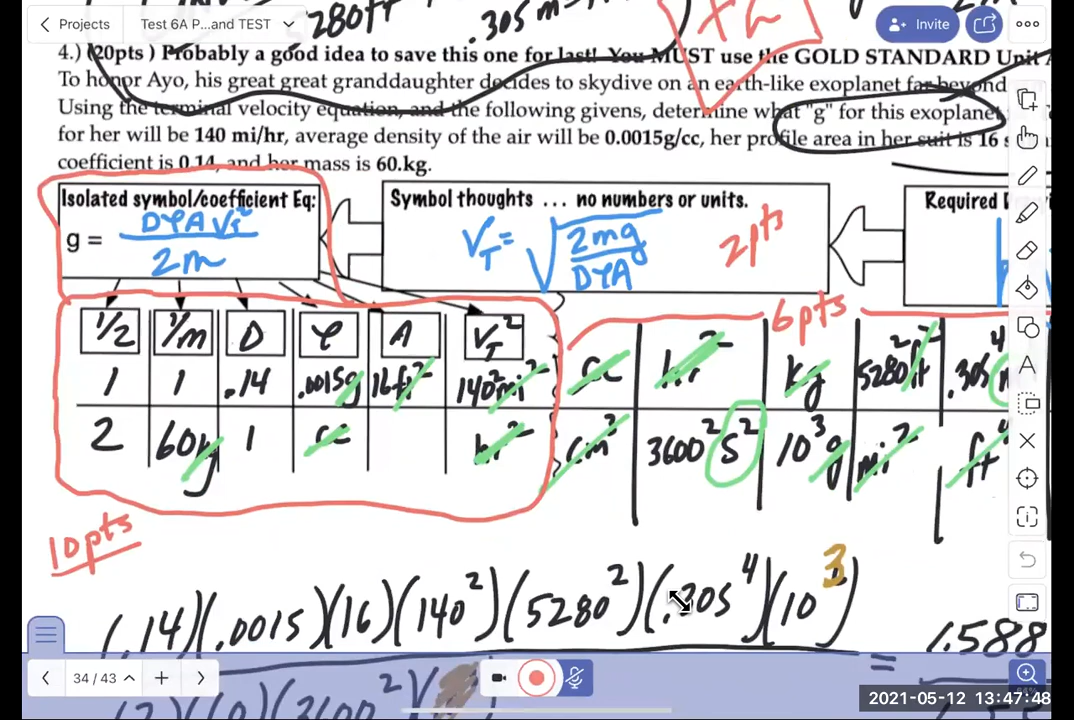 Projects Test 6A P...and TEST Invite
280ft .305m
+2
4.) (20pts ) Probably a good idea to save this one for last! You MUST use the GOLD STANDARD Unit
To honor Ayo, his great great granddaughter decides to skydive on an earth-like exoplanet far beyond
Using the terminal velocity equation, and the following givens, determine what "g" for this exoplanet
for her will be 140 mi/hr, average density of the air will be 0.0015g/cc, her profile area in her suit is 16
coefficient is 0.14, and her mass is 60.kg.
Isolated symbol/coefficient Eq: Symbol thoughts ... no numbers or units. Required
g = DφAV_T² / 2m
V_T = √(2mg / DφA) 2pts
6pts
1/2 1/m D φ A V_T²
1 1 .14 .0015g 16ft² 140²mi² cc hr² kg 5280²ft² .305⁴
2 60kg 1 cc hr² cm³ 3600²s² 10³g mi² ft⁴
10pts
(.14)(.0015)(16)(140²)(5280²)(.305⁴)(10³) = 1.588
34 / 43
(3600²)
2021-05-12 13:47:48